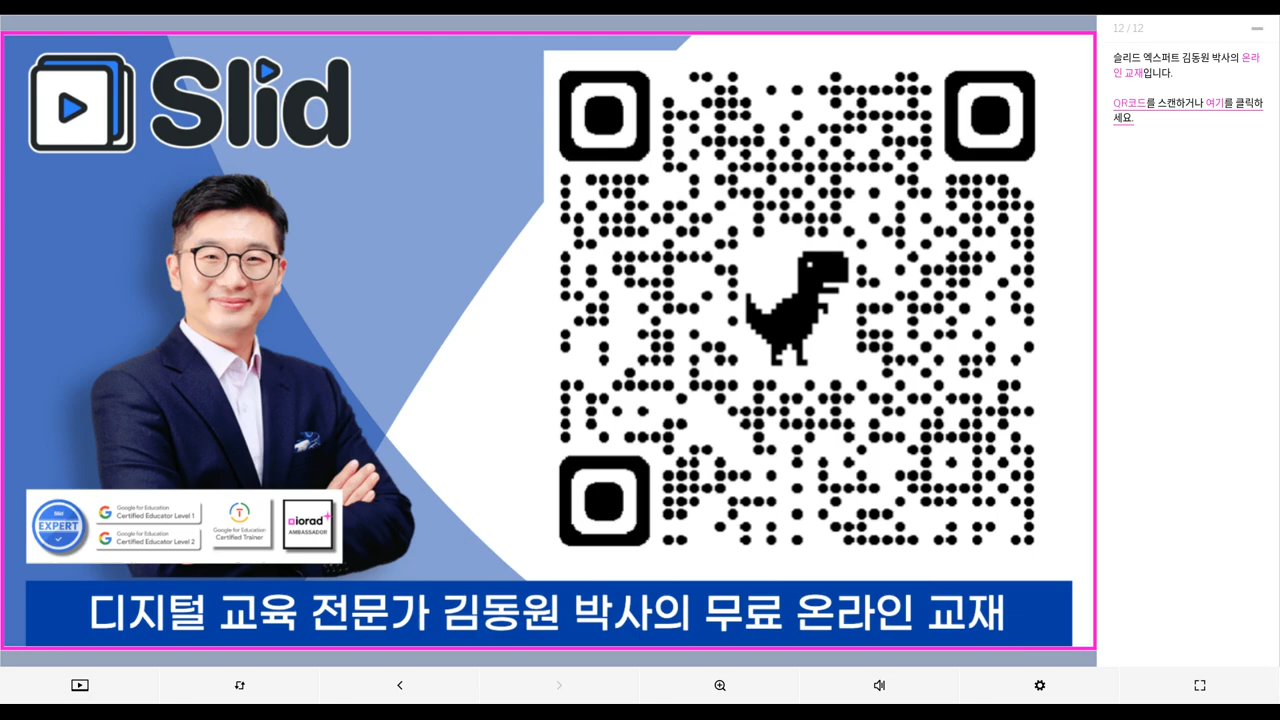 12 / 12
슬리드 엑스퍼트 김동원 박사의 온라
인 교재입니다.
QR코드를 스캔하거나 여기를 클릭하
세요.
Slid
Slid
EXPERT
Google for Education
Certified Educator Level 1
Google for Education
Certified Educator Level 2
Google for Education
Certified Trainer
iorad
AMBASSADOR
디지털 교육 전문가 김동원 박사의 무료 온라인 교재